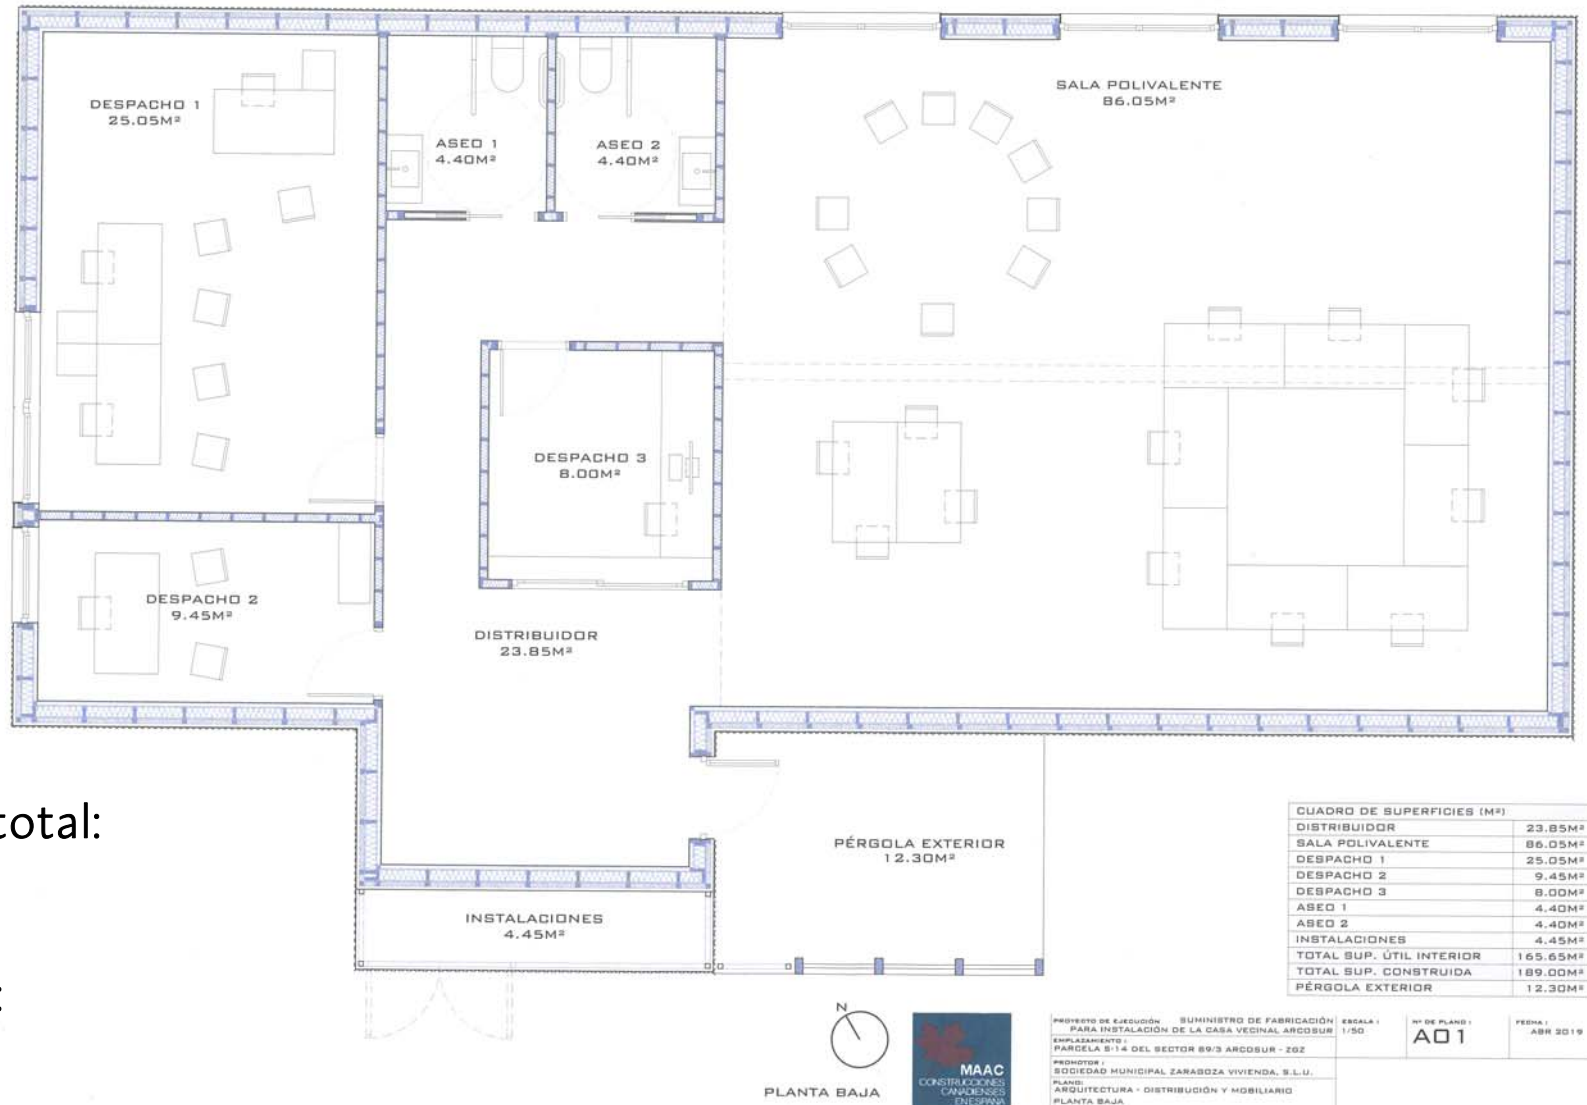 DESPACHO 1
25.05M²
ASEO 1
4.40M²
ASEO 2
4.40M²
SALA POLIVALENTE
86.05M²
DESPACHO 3
8.00M²
DESPACHO 2
9.45M²
DISTRIBUIDOR
23.85M²
total:
:
PÉRGOLA EXTERIOR
12.30M²
INSTALACIONES
4.45M²
CUADRO DE SUPERFICIES (M²)
DISTRIBUIDOR 23.85M²
SALA POLIVALENTE 86.05M²
DESPACHO 1 25.05M²
DESPACHO 2 9.45M²
DESPACHO 3 8.00M²
ASEO 1 4.40M²
ASEO 2 4.40M²
INSTALACIONES 4.45M²
TOTAL SUP. ÚTIL INTERIOR 165.65M²
TOTAL SUP. CONSTRUIDA 189.00M²
PÉRGOLA EXTERIOR 12.30M²
N
PLANTA BAJA
MAAC
CONSTRUCCIONES
CANADIENSES
EN ESPAÑA
PROYECTO DE EJECUCIÓN SUMINISTRO DE FABRICACIÓN
PARA INSTALACIÓN DE LA CASA VECINAL ARCOSUR
EMPLAZAMIENTO :
PARCELA S-14 DEL SECTOR 89/3 ARCOSUR - ZGZ
PROMOTOR :
SOCIEDAD MUNICIPAL ZARAGOZA VIVIENDA, S.L.U.
PLANO:
ARQUITECTURA - DISTRIBUCIÓN Y MOBILIARIO
PLANTA BAJA
ESCALA :
1/50
Nº DE PLANO :
A01
FECHA :
ABR 2019